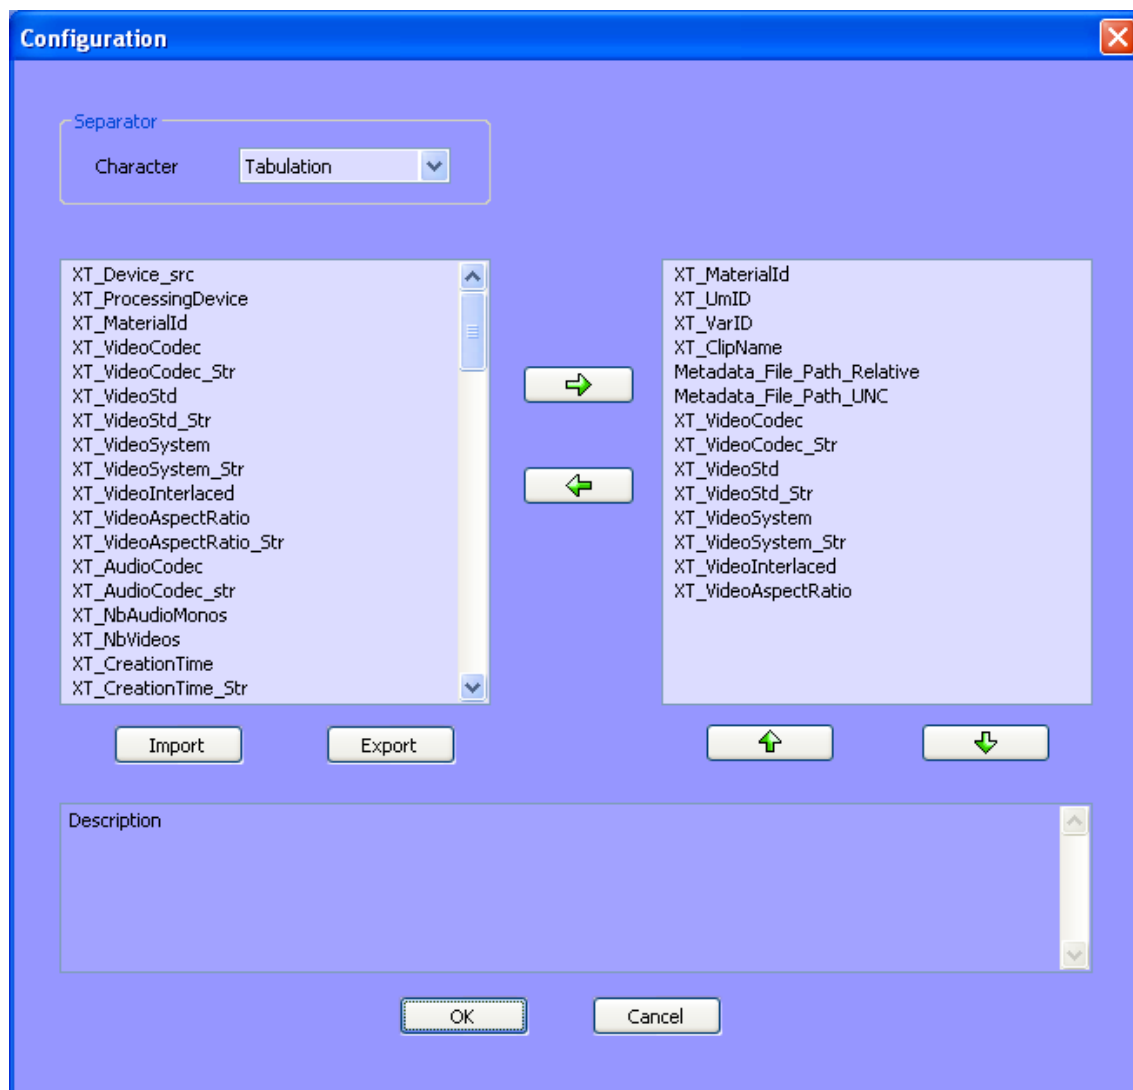 Configuration
Separator
Character
Tabulation
XT_Device_src
XT_ProcessingDevice
XT_MaterialId
XT_VideoCodec
XT_VideoCodec_Str
XT_VideoStd
XT_VideoStd_Str
XT_VideoSystem
XT_VideoSystem_Str
XT_VideoInterlaced
XT_VideoAspectRatio
XT_VideoAspectRatio_Str
XT_AudioCodec
XT_AudioCodec_str
XT_NbAudioMonos
XT_NbVideos
XT_CreationTime
XT_CreationTime_Str
XT_MaterialId
XT_UmID
XT_VarID
XT_ClipName
Metadata_File_Path_Relative
Metadata_File_Path_UNC
XT_VideoCodec
XT_VideoCodec_Str
XT_VideoStd
XT_VideoStd_Str
XT_VideoSystem
XT_VideoSystem_Str
XT_VideoInterlaced
XT_VideoAspectRatio
Import
Export
Description
OK
Cancel